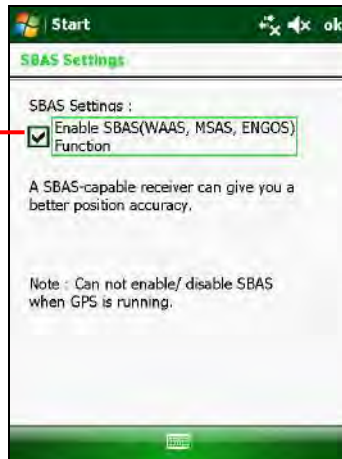 Start
ok
SBAS Settings
SBAS Settings :
Enable SBAS(WAAS, MSAS, ENGOS)
Function
A SBAS-capable receiver can give you a
better position accuracy.
Note : Can not enable/ disable SBAS
when GPS is running.